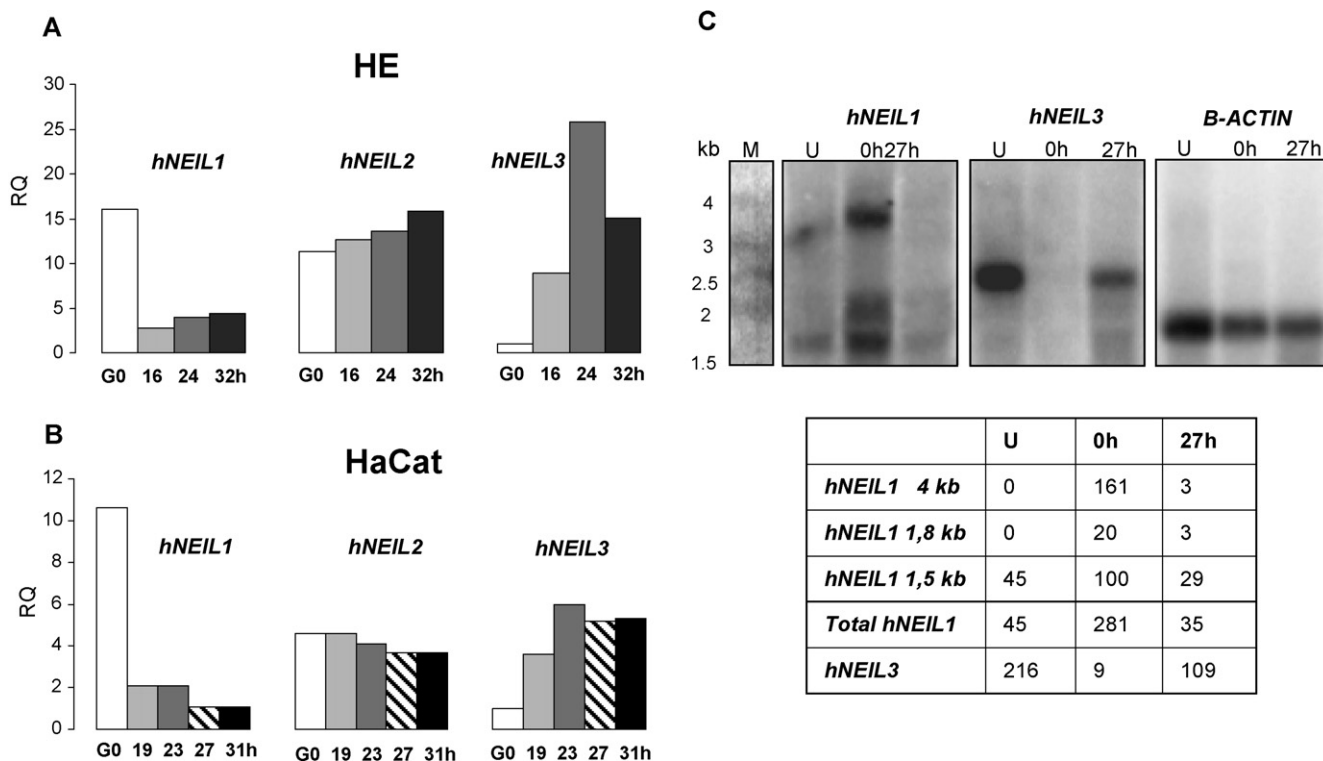 A
HE
RQ
30
25
20
15
10
5
0
hNEIL1
hNEIL2
hNEIL3
G0 16 24 32h
G0 16 24 32h
G0 16 24 32h
B
HaCat
RQ
12
10
8
6
4
2
0
hNEIL1
hNEIL2
hNEIL3
G0 19 23 27 31h
G0 19 23 27 31h
G0 19 23 27 31h
C
hNEIL1 hNEIL3 B-ACTIN
kb M U 0h27h U 0h 27h U 0h 27h
4
3
2.5
2
1.5
U 0h 27h
hNEIL1 4 kb 0 161 3
hNEIL1 1,8 kb 0 20 3
hNEIL1 1,5 kb 45 100 29
Total hNEIL1 45 281 35
hNEIL3 216 9 109